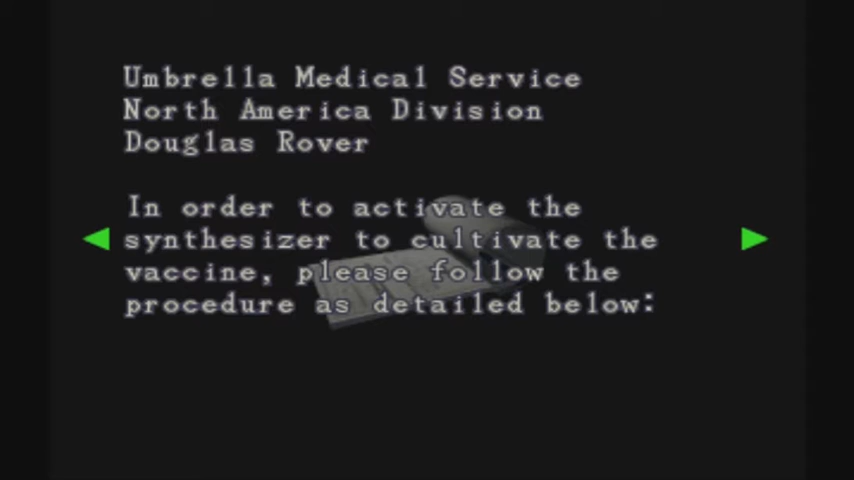 Umbrella Medical Service
North America Division
Douglas Rover
In order to activate the
synthesizer to cultivate the
vaccine, please follow the
procedure as detailed below: